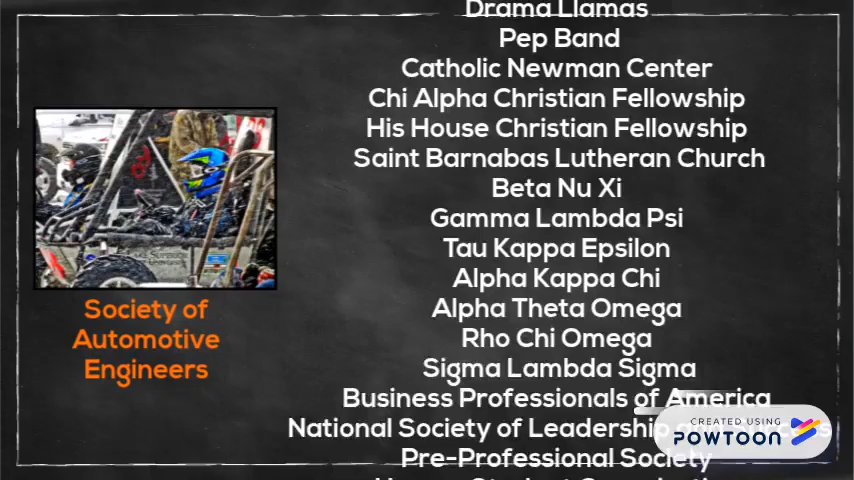 Drama Llamas
Pep Band
Catholic Newman Center
Chi Alpha Christian Fellowship
His House Christian Fellowship
Saint Barnabas Lutheran Church
Beta Nu Xi
Gamma Lambda Psi
Tau Kappa Epsilon
Alpha Kappa Chi
Alpha Theta Omega
Rho Chi Omega
Sigma Lambda Sigma
Business Professionals of America
National Society of Leadership and Success
Pre-Professional Society
Society of
Automotive
Engineers
CREATED USING
POWTOON